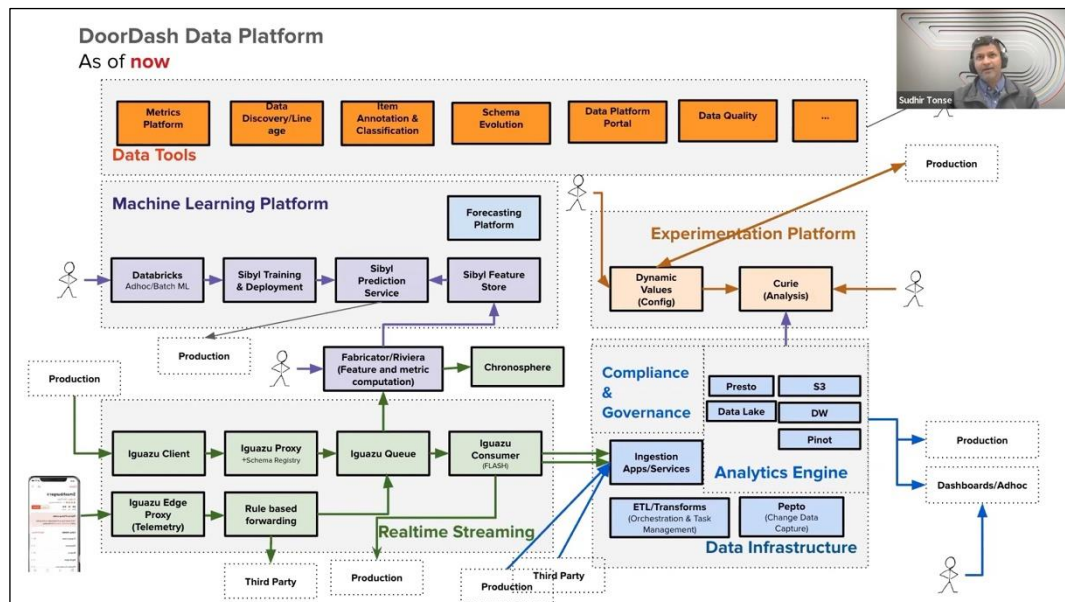 DoorDash Data Platform
As of now
Sudhir Tonse
Metrics
Platform
Data
Discovery/Line
age
Item
Annotation &
Classification
Schema
Evolution
Data Platform
Portal
Data Quality
...
Data Tools
Production
Machine Learning Platform
Forecasting
Platform
Experimentation Platform
Databricks
Adhoc/Batch ML
Sibyl Training
& Deployment
Sibyl
Prediction
Service
Sibyl Feature
Store
Dynamic
Values
(Config)
Curie
(Analysis)
Production
Production
Fabricator/Riviera
(Feature and metric
computation)
Chronosphere
Compliance
&
Governance
Presto
S3
Data Lake
DW
Pinot
Analytics Engine
Iguazu Client
Iguazu Proxy
+Schema Registry
Iguazu Queue
Iguazu
Consumer
(FLASH)
Ingestion
Apps/Services
Production
Dashboards/Adhoc
Iguazu Edge
Proxy
(Telemetry)
Rule based
forwarding
Realtime Streaming
ETL/Transforms
(Orchestration & Task
Management)
Pepto
(Change Data
Capture)
Data Infrastructure
Third Party
Production
Production
Third Party